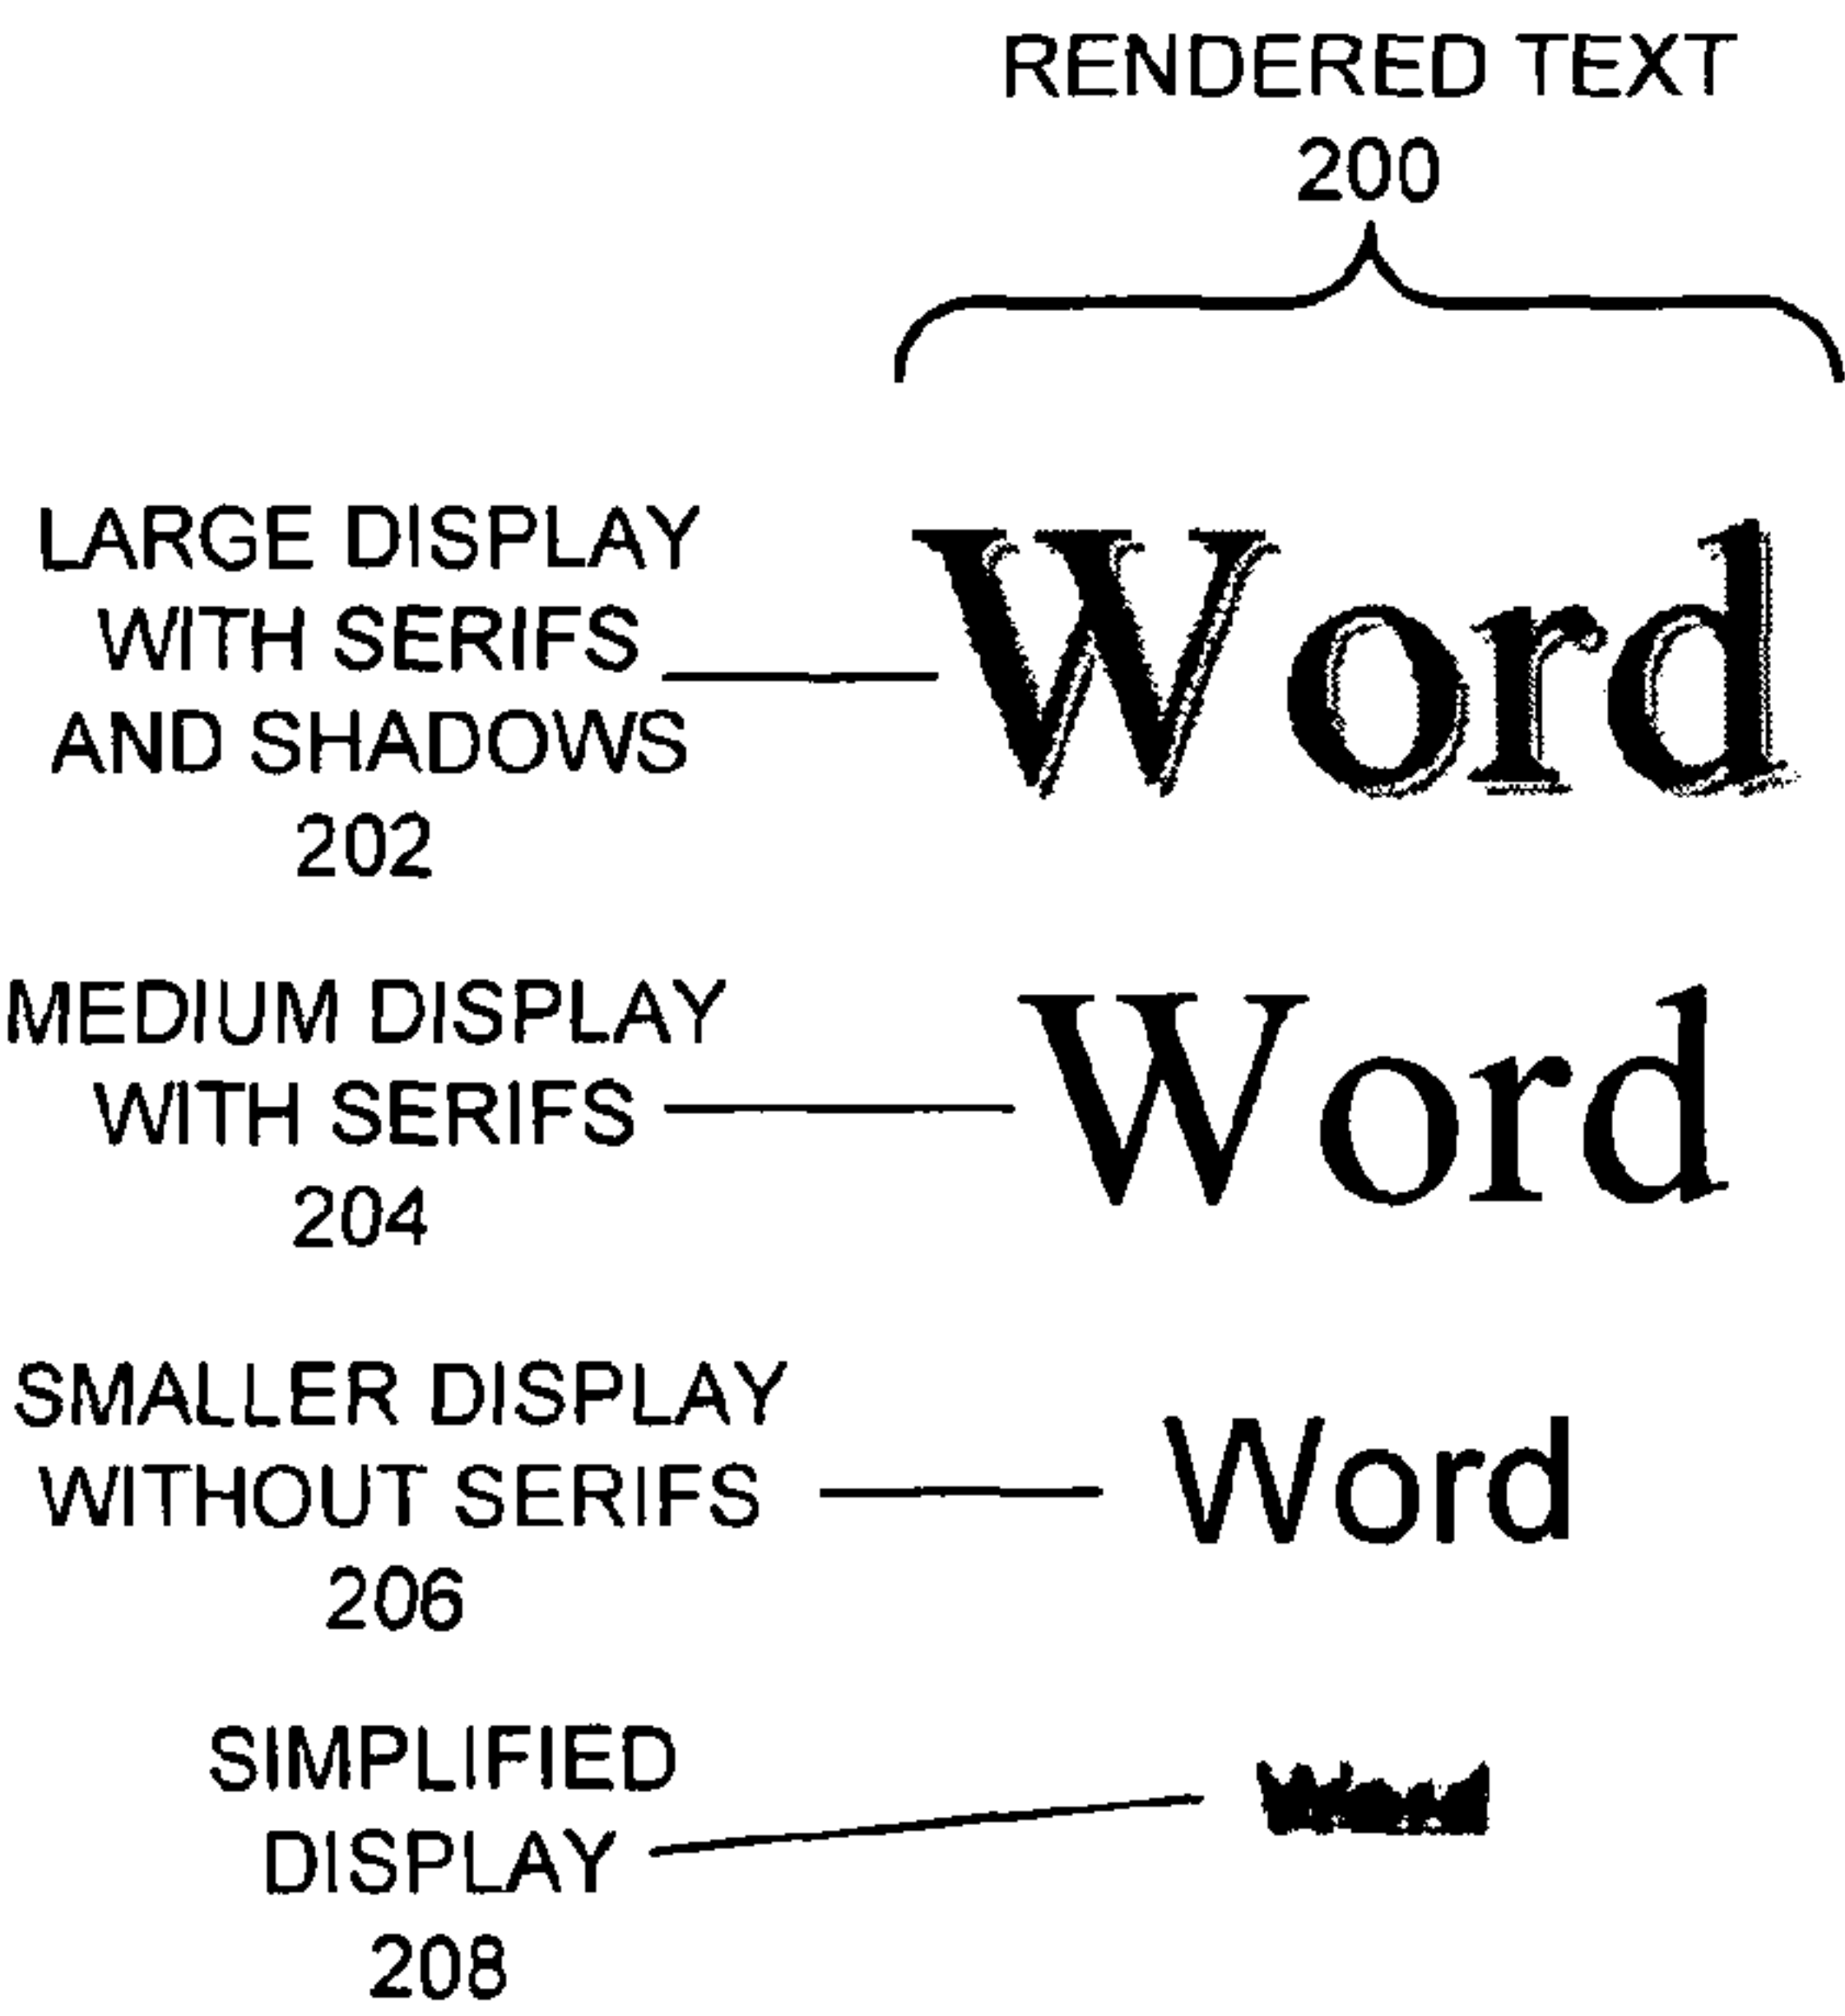 RENDERED TEXT
200
LARGE DISPLAY
WITH SERIFS
AND SHADOWS
202
Word
MEDIUM DISPLAY
WITH SERIFS
204
Word
SMALLER DISPLAY
WITHOUT SERIFS
206
Word
SIMPLIFIED
DISPLAY
208